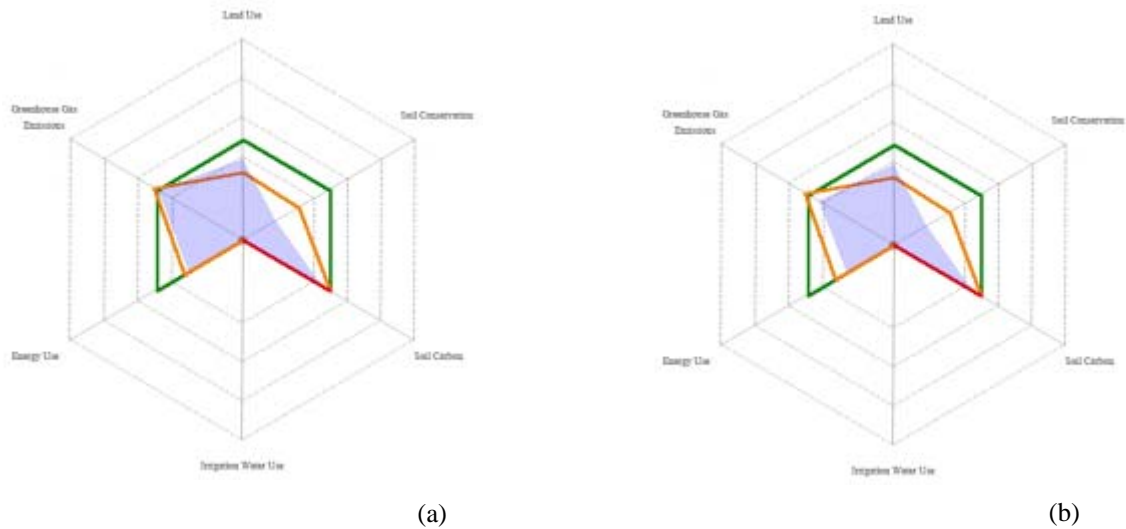 Land Use
Greenhouse Gas
Emissions
Soil Conservation
Energy Use
Soil Carbon
Irrigation Water Use
(a)
Land Use
Greenhouse Gas
Emissions
Soil Conservation
Energy Use
Soil Carbon
Irrigation Water Use
(b)